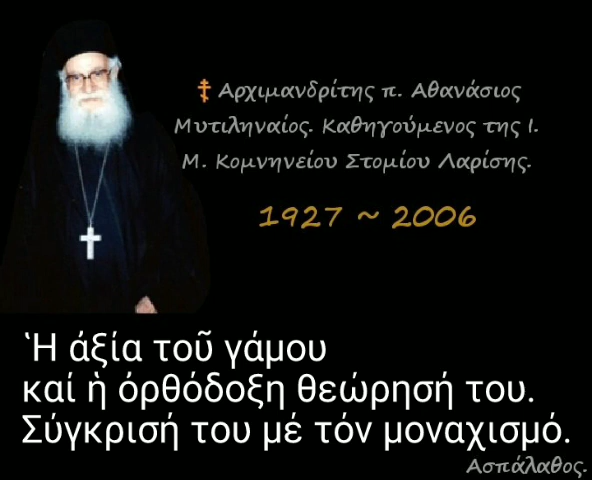 ‡ Αρχιμανδρίτης π. Αθανάσιος
Μυτιληναίος. Καθηγούμενος της Ι.
Μ. Κομνηνείου Στομίου Λαρίσης.
1927 ~ 2006
Ἡ ἀξία τοῦ γάμου
καί ἡ ὀρθόδοξη θεώρησή του.
Σύγκρισή του μέ τόν μοναχισμό.
Ασπάλαθος.